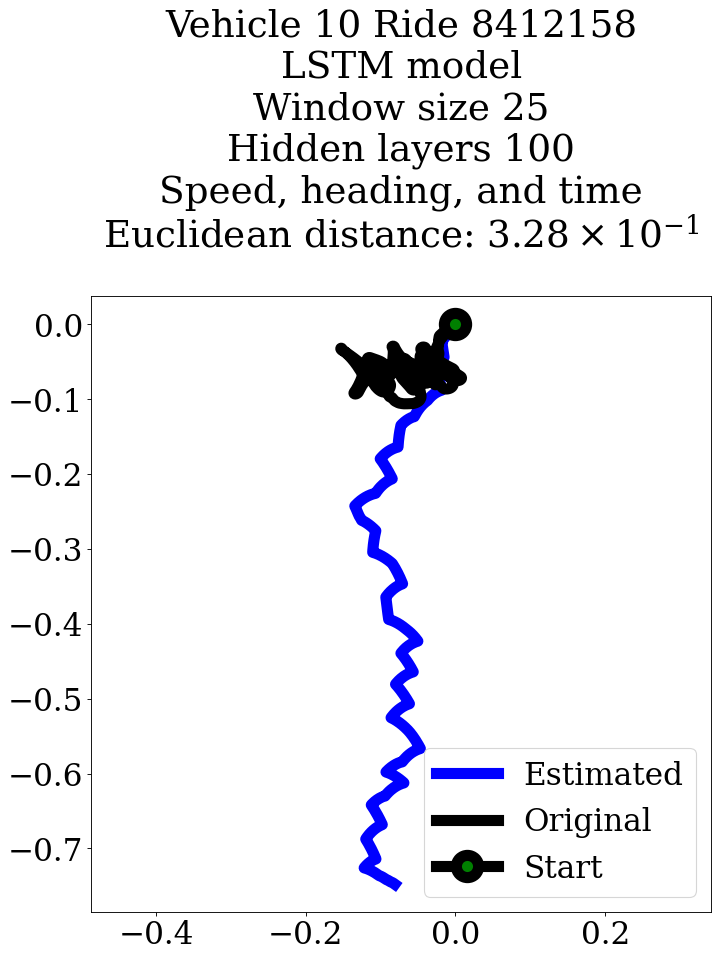 Vehicle 10 Ride 8412158
LSTM model
Window size 25
Hidden layers 100
Speed, heading, and time
Euclidean distance: 3.28 × 10⁻¹
0.0
−0.1
−0.2
−0.3
−0.4
−0.5
−0.6
−0.7
Estimated
Original
Start
−0.4 −0.2 0.0 0.2